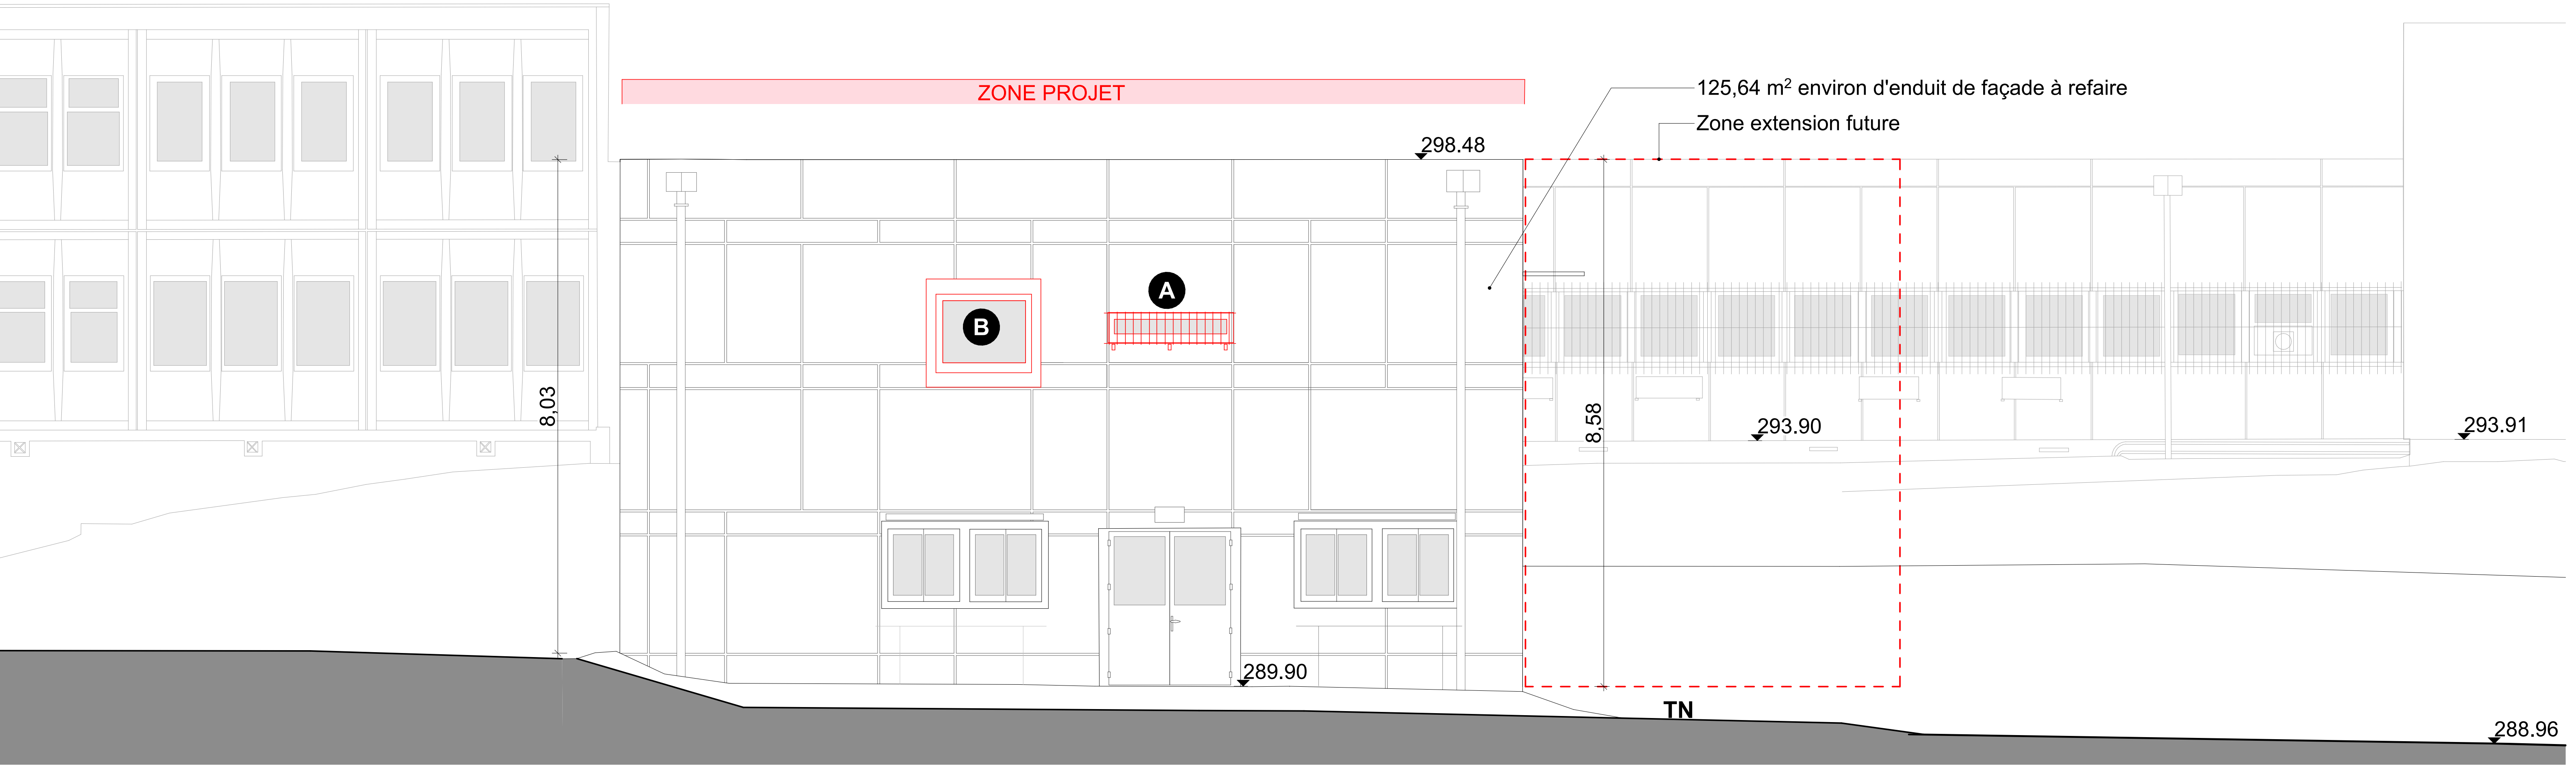 ZONE PROJET
125,64 m² environ d'enduit de façade à refaire
Zone extension future
298.48
A
B
8,03
8,58
293.90
293.91
289.90
TN
288.96